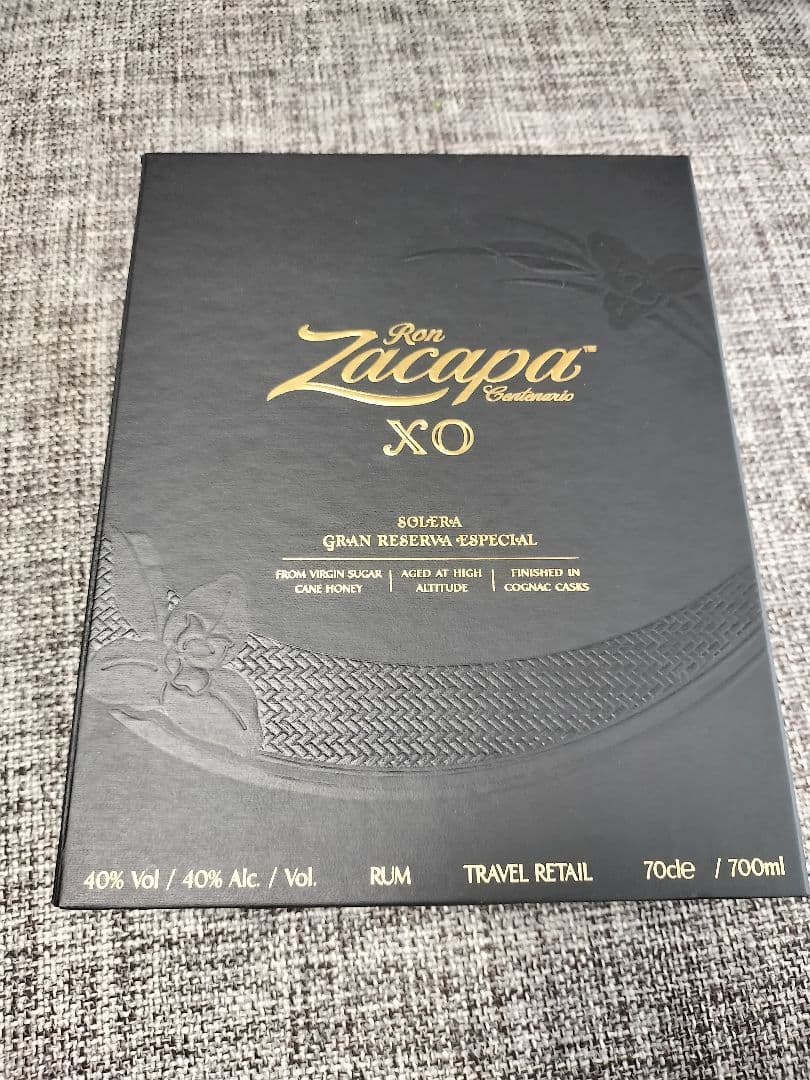 Ron
Zacapa™
Centenario
XO
SOLERA
GRAN RESERVA ESPECIAL
FROM VIRGIN SUGAR CANE HONEY | AGED AT HIGH ALTITUDE | FINISHED IN COGNAC CASKS
40% Vol / 40% Alc. / Vol. RUM TRAVEL RETAIL 70cle / 700ml